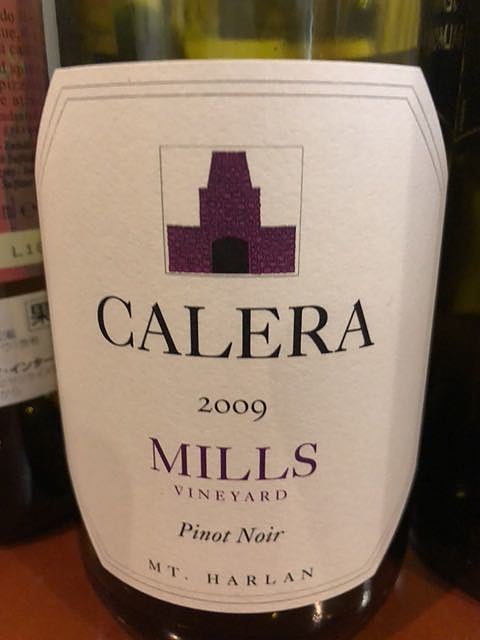 CALERA
2009
MILLS
VINEYARD
Pinot Noir
MT. HARLAN